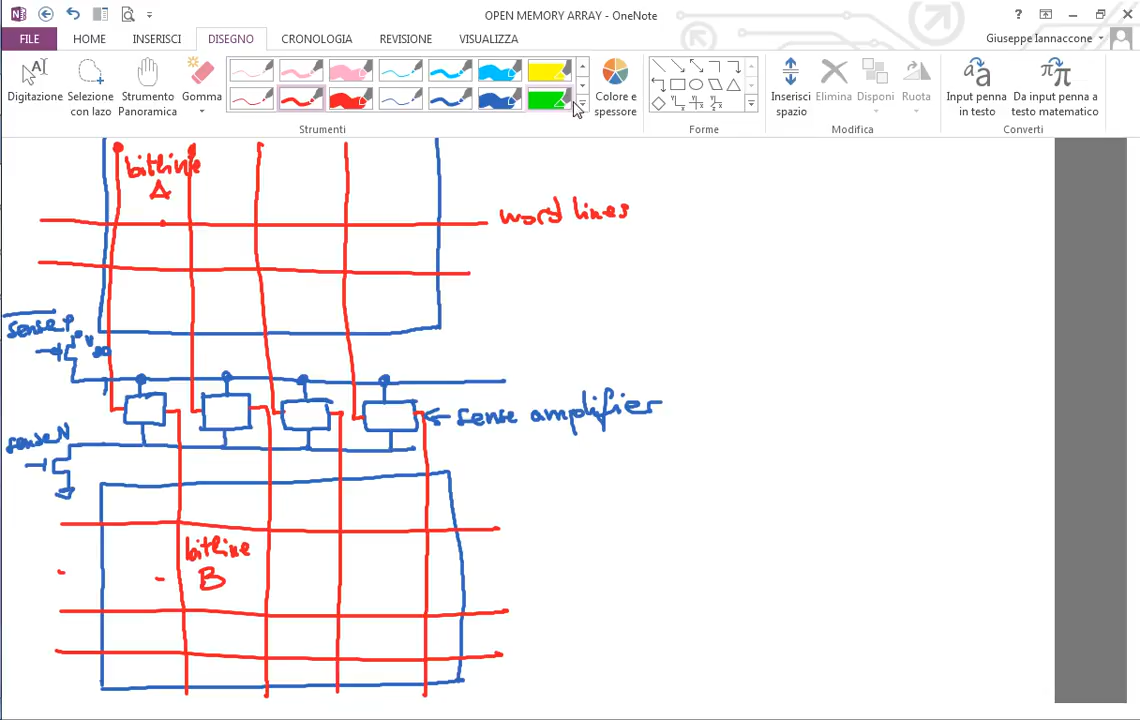 OPEN MEMORY ARRAY - OneNote
?
FILE HOME INSERISCI DISEGNO CRONOLOGIA REVISIONE VISUALIZZA
Giuseppe Iannaccone
Digitazione
Selezione con lazo
Strumento Panoramica
Gomma
Colore e spessore
Inserisci spazio
Elimina
Disponi
Ruota
Input penna in testo
Da input penna a testo matematico
Strumenti
Forme
Modifica
Converti
bitline
A
word lines
sense P
sense amplifier
sense N
bitline
B